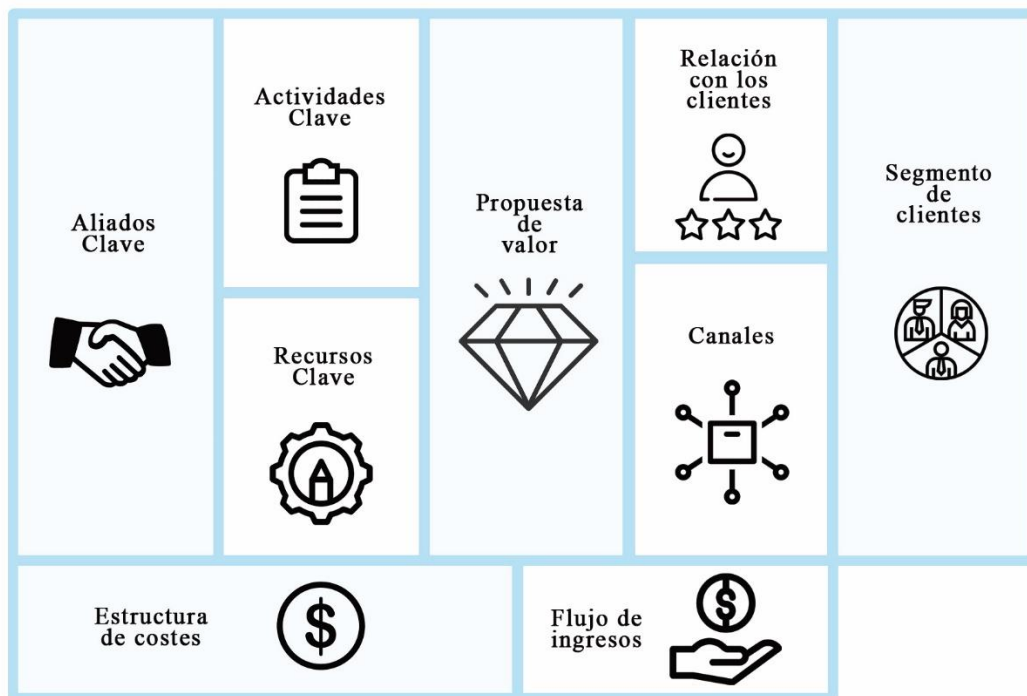 Aliados
Clave
Actividades
Clave
Recursos
Clave
Propuesta
de
valor
Relación
con los
clientes
Canales
Segmento
de
clientes
Estructura
de costes
$
Flujo de
ingresos
$